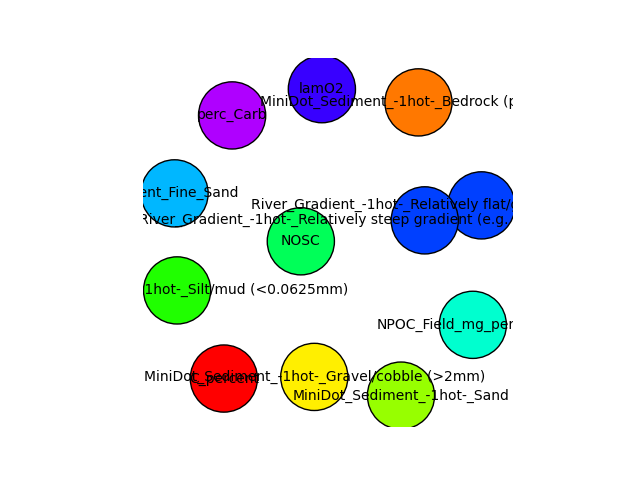 lamO2
MiniDot_Sediment_-1hot-_Bedrock (p
perc_Carb
ent_Fine_Sand
River_Gradient_-1hot-_Relatively flat/
River_Gradient_-1hot-_Relatively steep gradient (e.g.,
NOSC
1hot-_Silt/mud (<0.0625mm)
NPOC_Field_mg_per
MiniDot_Sediment_-1hot-_Gravel/cobble (>2mm)
C_percent
MiniDot_Sediment_-1hot-_Sand